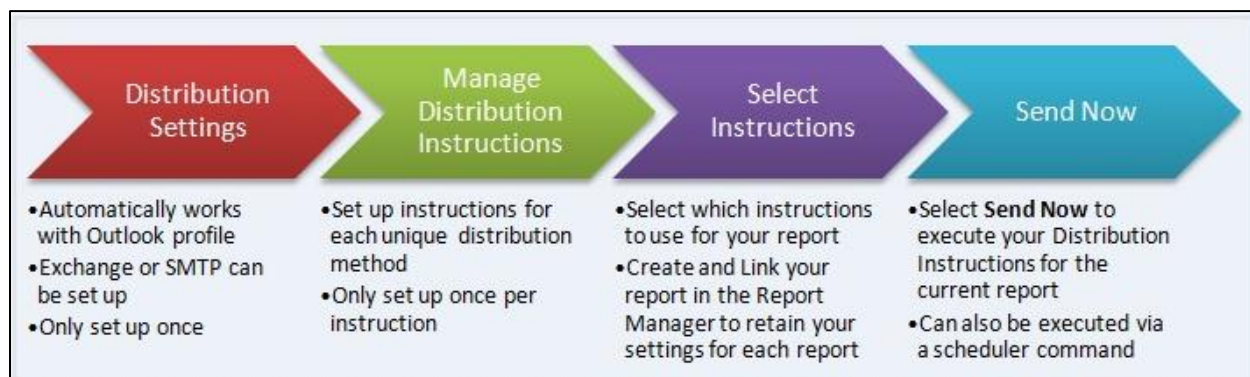 Distribution
Settings
Manage
Distribution
Instructions
Select
Instructions
Send Now
•Automatically works
with Outlook profile
•Exchange or SMTP can
be set up
•Only set up once
•Set up instructions for
each unique distribution
method
•Only set up once per
instruction
•Select which instructions
to use for your report
•Create and Link your
report in the Report
Manager to retain your
settings for each report
•Select Send Now to
execute your Distribution
Instructions for the
current report
•Can also be executed via
a scheduler command